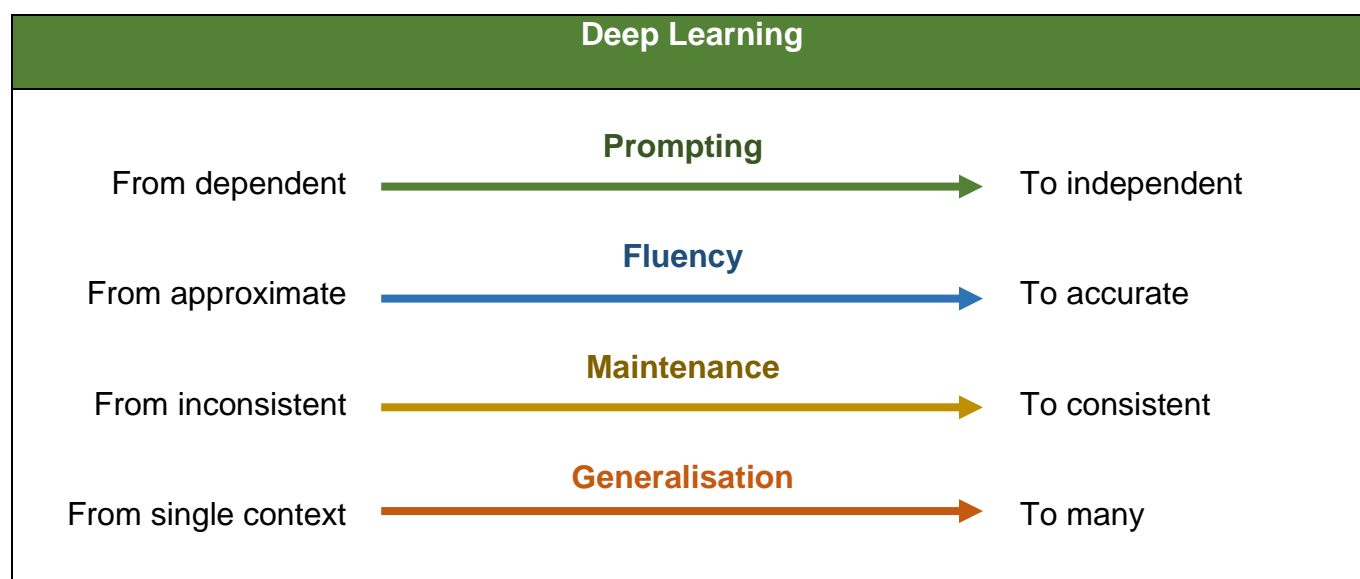 Deep Learning
Prompting
From dependent To independent
Fluency
From approximate To accurate
Maintenance
From inconsistent To consistent
Generalisation
From single context To many